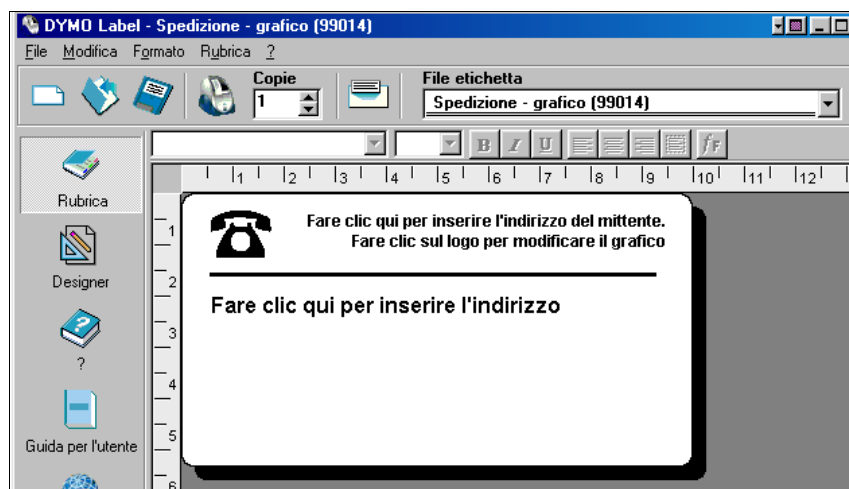 DYMO Label - Spedizione - grafico (99014)
File Modifica Formato Rubrica ?
Copie
File etichetta
1
Spedizione - grafico (99014)
B I U fF
1 2 3 4 5 6 7 8 9 10 11 12
Rubrica
Designer
?
Guida per l'utente
1
2
3
4
5
6
Fare clic qui per inserire l'indirizzo del mittente.
Fare clic sul logo per modificare il grafico
Fare clic qui per inserire l'indirizzo